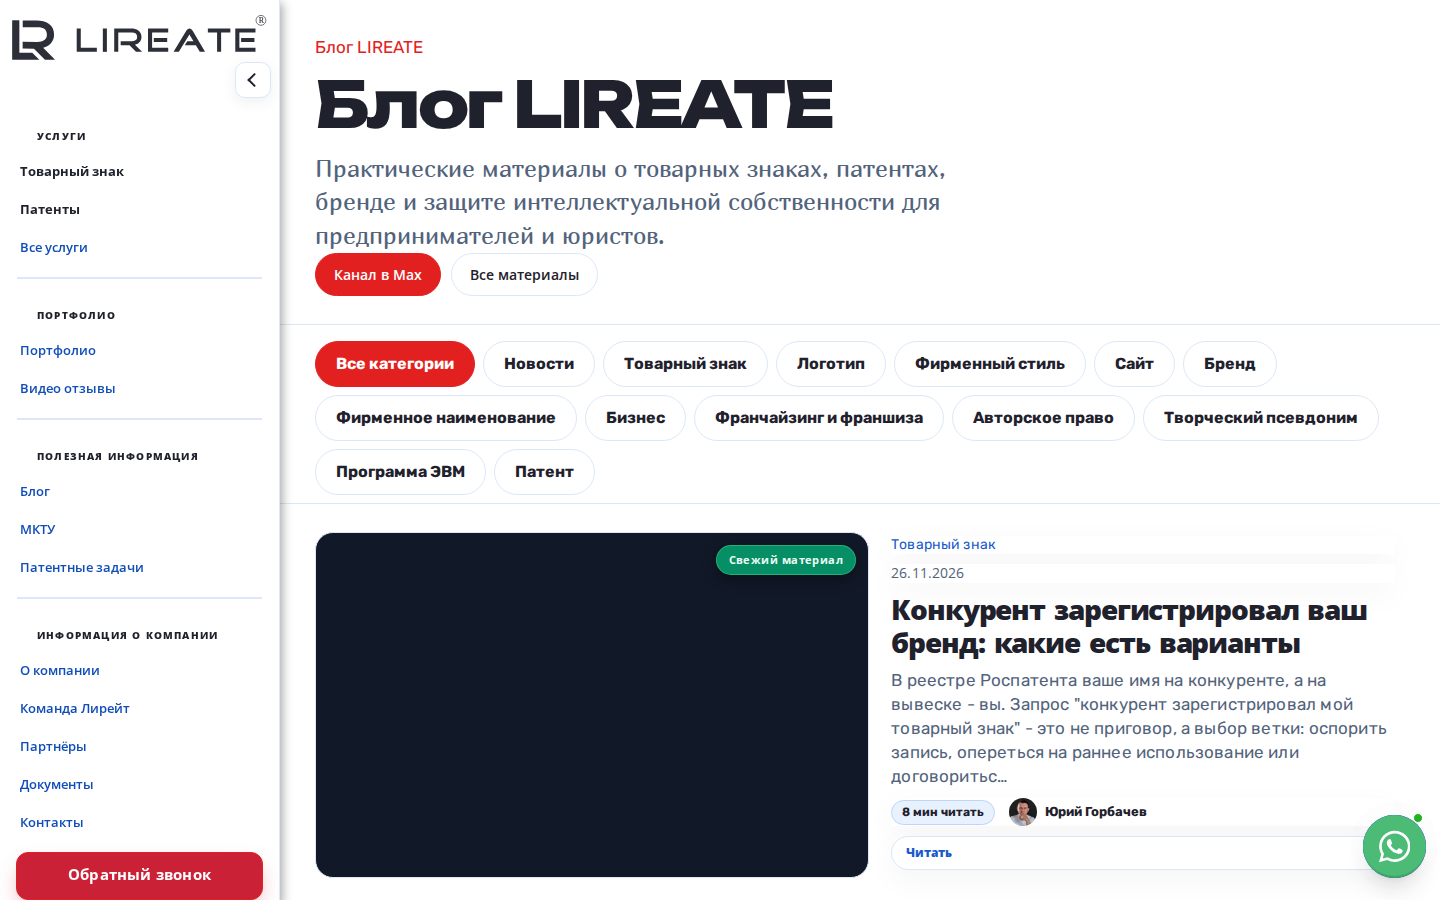 LIREATE®
УСЛУГИ
Товарный знак
Патенты
Все услуги
ПОРТФОЛИО
Портфолио
Видео отзывы
ПОЛЕЗНАЯ ИНФОРМАЦИЯ
Блог
МКТУ
Патентные задачи
ИНФОРМАЦИЯ О КОМПАНИИ
О компании
Команда Лирейт
Партнёры
Документы
Контакты
Обратный звонок
Блог LIREATE
Блог LIREATE
Практические материалы о товарных знаках, патентах,
бренде и защите интеллектуальной собственности для
предпринимателей и юристов.
Канал в Max Все материалы
Все категории Новости Товарный знак Логотип Фирменный стиль Сайт Бренд
Фирменное наименование Бизнес Франчайзинг и франшиза Авторское право Творческий псевдоним
Программа ЭВМ Патент
Свежий материал
Товарный знак
26.11.2026
Конкурент зарегистрировал ваш
бренд: какие есть варианты
В реестре Роспатента ваше имя на конкуренте, а на
вывеске - вы. Запрос "конкурент зарегистрировал мой
товарный знак" - это не приговор, а выбор ветки: оспорить
запись, опереться на раннее использование или
договоритьс...
8 мин читать Юрий Горбачев
Читать